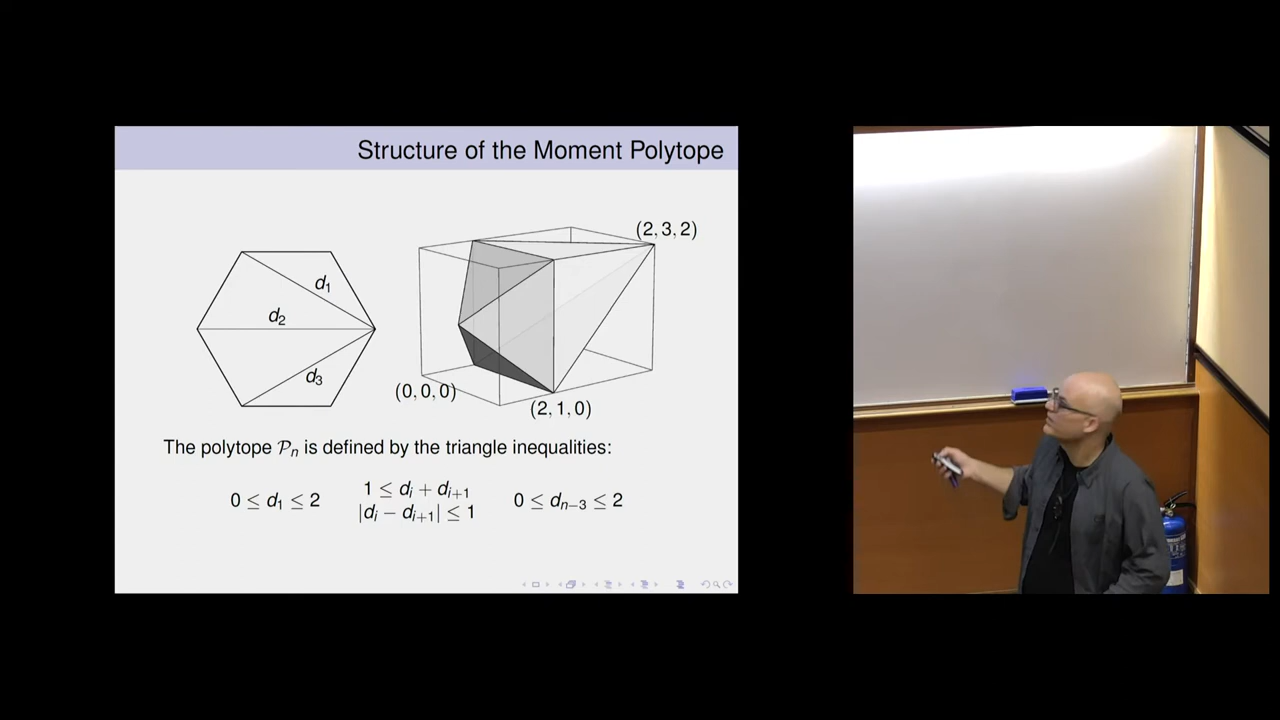 Structure of the Moment Polytope
d₁
d₂
d₃
(2, 3, 2)
(0, 0, 0)
(2, 1, 0)
The polytope 𝒫ₙ is defined by the triangle inequalities:
0 ≤ d₁ ≤ 2
1 ≤ dᵢ + dᵢ₊₁
|dᵢ − dᵢ₊₁| ≤ 1
0 ≤ dₙ₋₃ ≤ 2